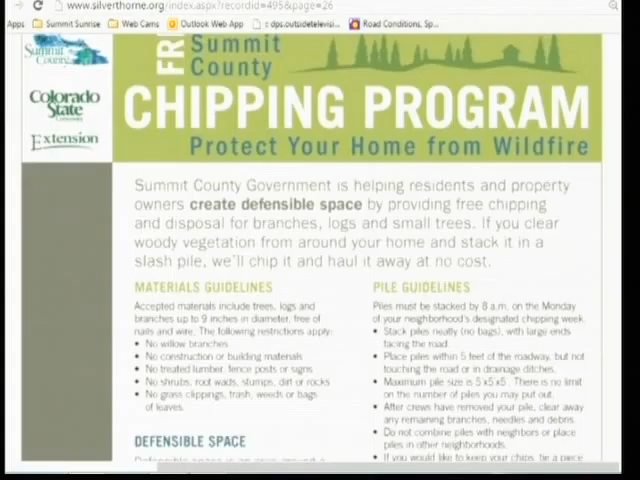 www.silverthorne.org/index.aspx?recordid=495&page=26
Apps Summit Sunrise Web Cams Outlook Web App c: dps.outsidetelevisi... Road Conditions, Sp...
FRE
Summit
County
Summit
County
Colorado
State
Extension
CHIPPING PROGRAM
Protect Your Home from Wildfire
Summit County Government is helping residents and property
owners create defensible space by providing free chipping
and disposal for branches, logs and small trees. If you clear
woody vegetation from around your home and stack it in a
slash pile, we'll chip it and haul it away at no cost.
MATERIALS GUIDELINES
Accepted materials include trees, logs and
branches up to 9 inches in diameter, free of
nails and wire. The following restrictions apply:
• No willow branches
• No construction or building materials
• No treated lumber, fence posts or signs
• No shrubs, root wads, stumps, dirt or rocks
• No grass clippings, trash, weeds or bags
of leaves.
DEFENSIBLE SPACE
PILE GUIDELINES
Piles must be stacked by 8 a.m. on the Monday
of your neighborhood's designated chipping week.
• Stack piles neatly (no bags), with large ends
facing the road.
• Place piles within 5 feet of the roadway, but not
touching the road or in drainage ditches.
• Maximum pile size is 5'x5'x5'. There is no limit
on the number of piles you may put out.
• After crews have removed your pile, clear away
any remaining branches, needles and debris.
• Do not combine piles with neighbors or place
piles in other neighborhoods.
• If you would like to keep your chips, be a piece